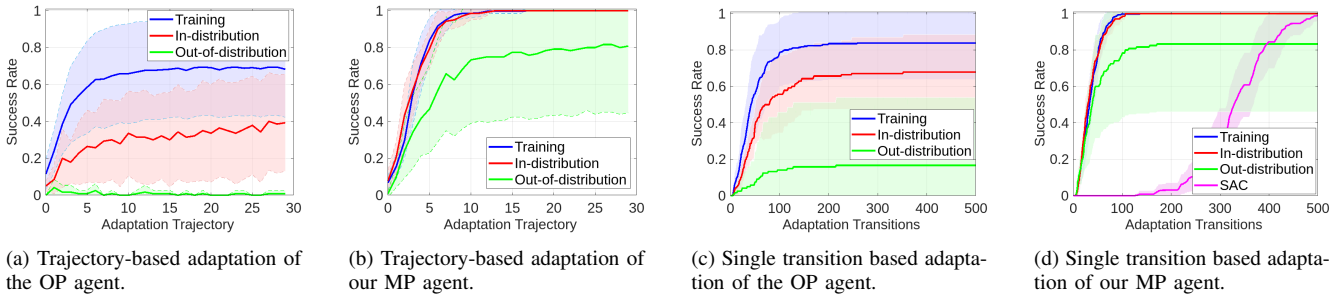 1
0.8
0.6
0.4
0.2
0
Success Rate
Training
In-distribution
Out-of-distribution
0 5 10 15 20 25 30
Adaptation Trajectory
(a) Trajectory-based adaptation of
the OP agent.
1
0.8
0.6
0.4
0.2
0
Success Rate
Training
In-distribution
Out-of-distribution
0 5 10 15 20 25 30
Adaptation Trajectory
(b) Trajectory-based adaptation of
our MP agent.
1
0.8
0.6
0.4
0.2
0
Success Rate
Training
In-distribution
Out-distribution
0 100 200 300 400 500
Adaptation Transitions
(c) Single transition based adapta-
tion of the OP agent.
1
0.8
0.6
0.4
0.2
0
Success Rate
Training
In-distribution
Out-distribution
SAC
0 100 200 300 400 500
Adaptation Transitions
(d) Single transition based adapta-
tion of our MP agent.